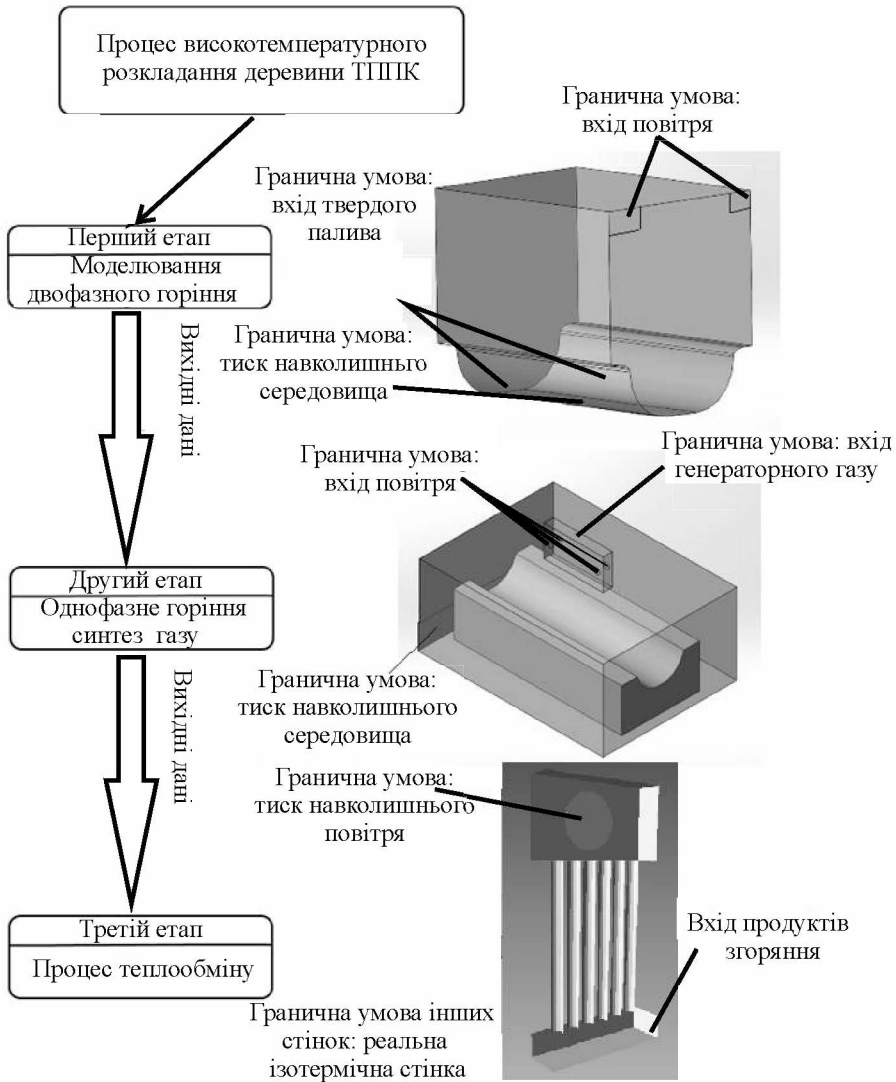 Процес високотемпературного
розкладання деревини ТППК
Гранична умова:
вхід повітря
Гранична умова:
вхід твердого
палива
Перший етап
Моделювання
двофазного горіння
Вихідні дані
Гранична умова:
тиск навколишньго
середовища
Гранична умова:
вхід повітря
Гранична умова: вхід
генераторного газу
Другий етап
Однофазне горіння
синтез газу
Вихідні дані
Гранична умова:
тиск навколишнього
середовища
Гранична умова:
тиск навколишнього
повітря
Третій етап
Процес теплообміну
Вхід продуктів
згоряння
Гранична умова інших
стінок: реальна
ізотермічна стінка